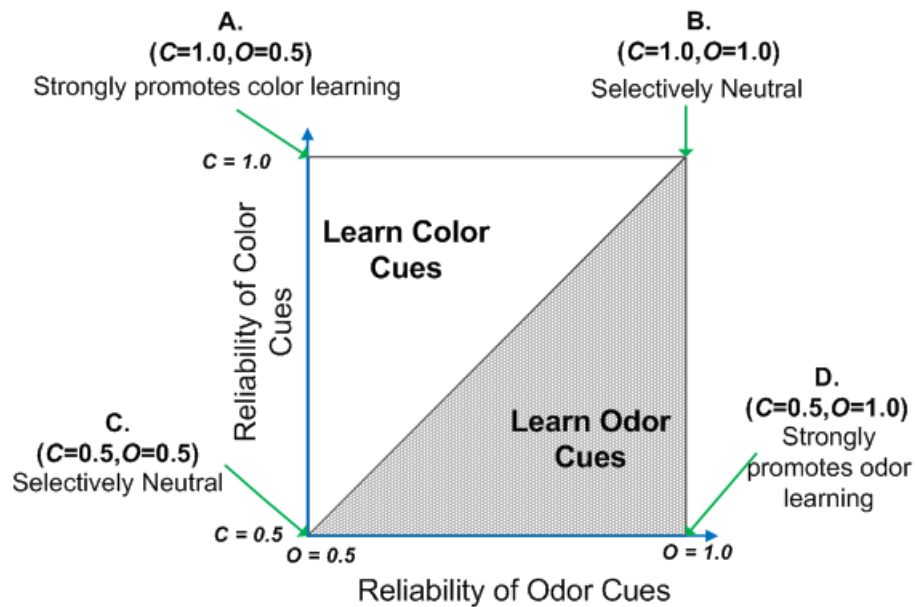 A.
(C=1.0,O=0.5)
Strongly promotes color learning
B.
(C=1.0,O=1.0)
Selectively Neutral
C = 1.0
Reliability of Color
Cues
Learn Color
Cues
Learn Odor
Cues
C.
(C=0.5,O=0.5)
Selectively Neutral
D.
(C=0.5,O=1.0)
Strongly
promotes odor
learning
C = 0.5
O = 0.5
O = 1.0
Reliability of Odor Cues